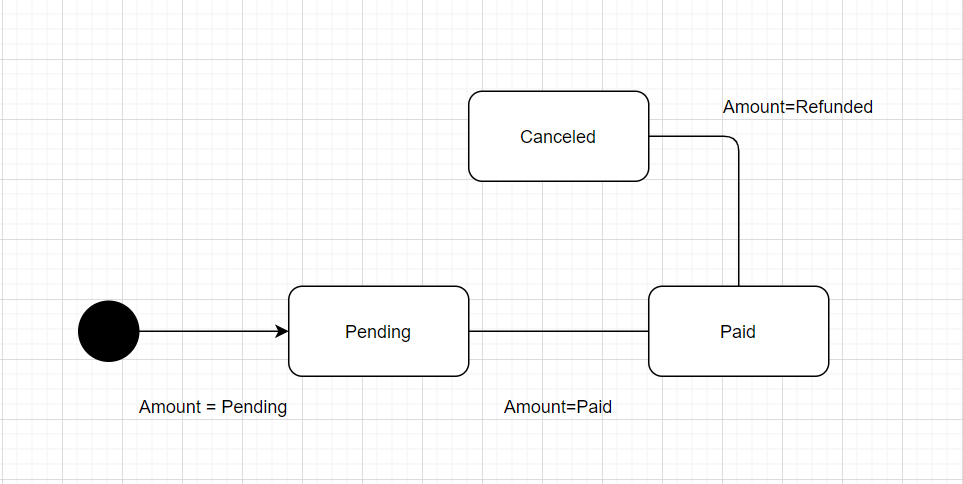 Amount=Refunded
Canceled
Pending
Paid
Amount = Pending
Amount=Paid